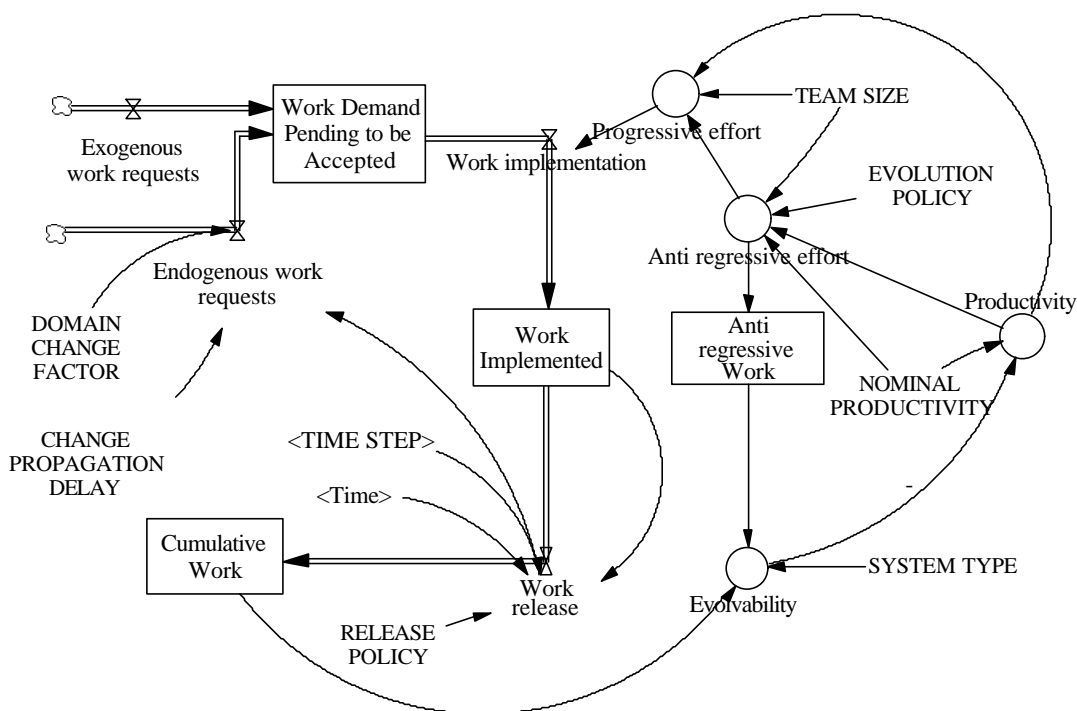 Work Demand
Pending to be
Accepted
Exogenous
work requests
Work implementation
Progressive effort
TEAM SIZE
EVOLUTION
POLICY
Anti regressive effort
Endogenous work
requests
Productivity
DOMAIN
CHANGE
FACTOR
Work
Implemented
Anti
regressive
Work
NOMINAL
PRODUCTIVITY
CHANGE
PROPAGATION
DELAY
<TIME STEP>
<Time>
-
Cumulative
Work
Work
release
RELEASE
POLICY
Evolvability
SYSTEM TYPE